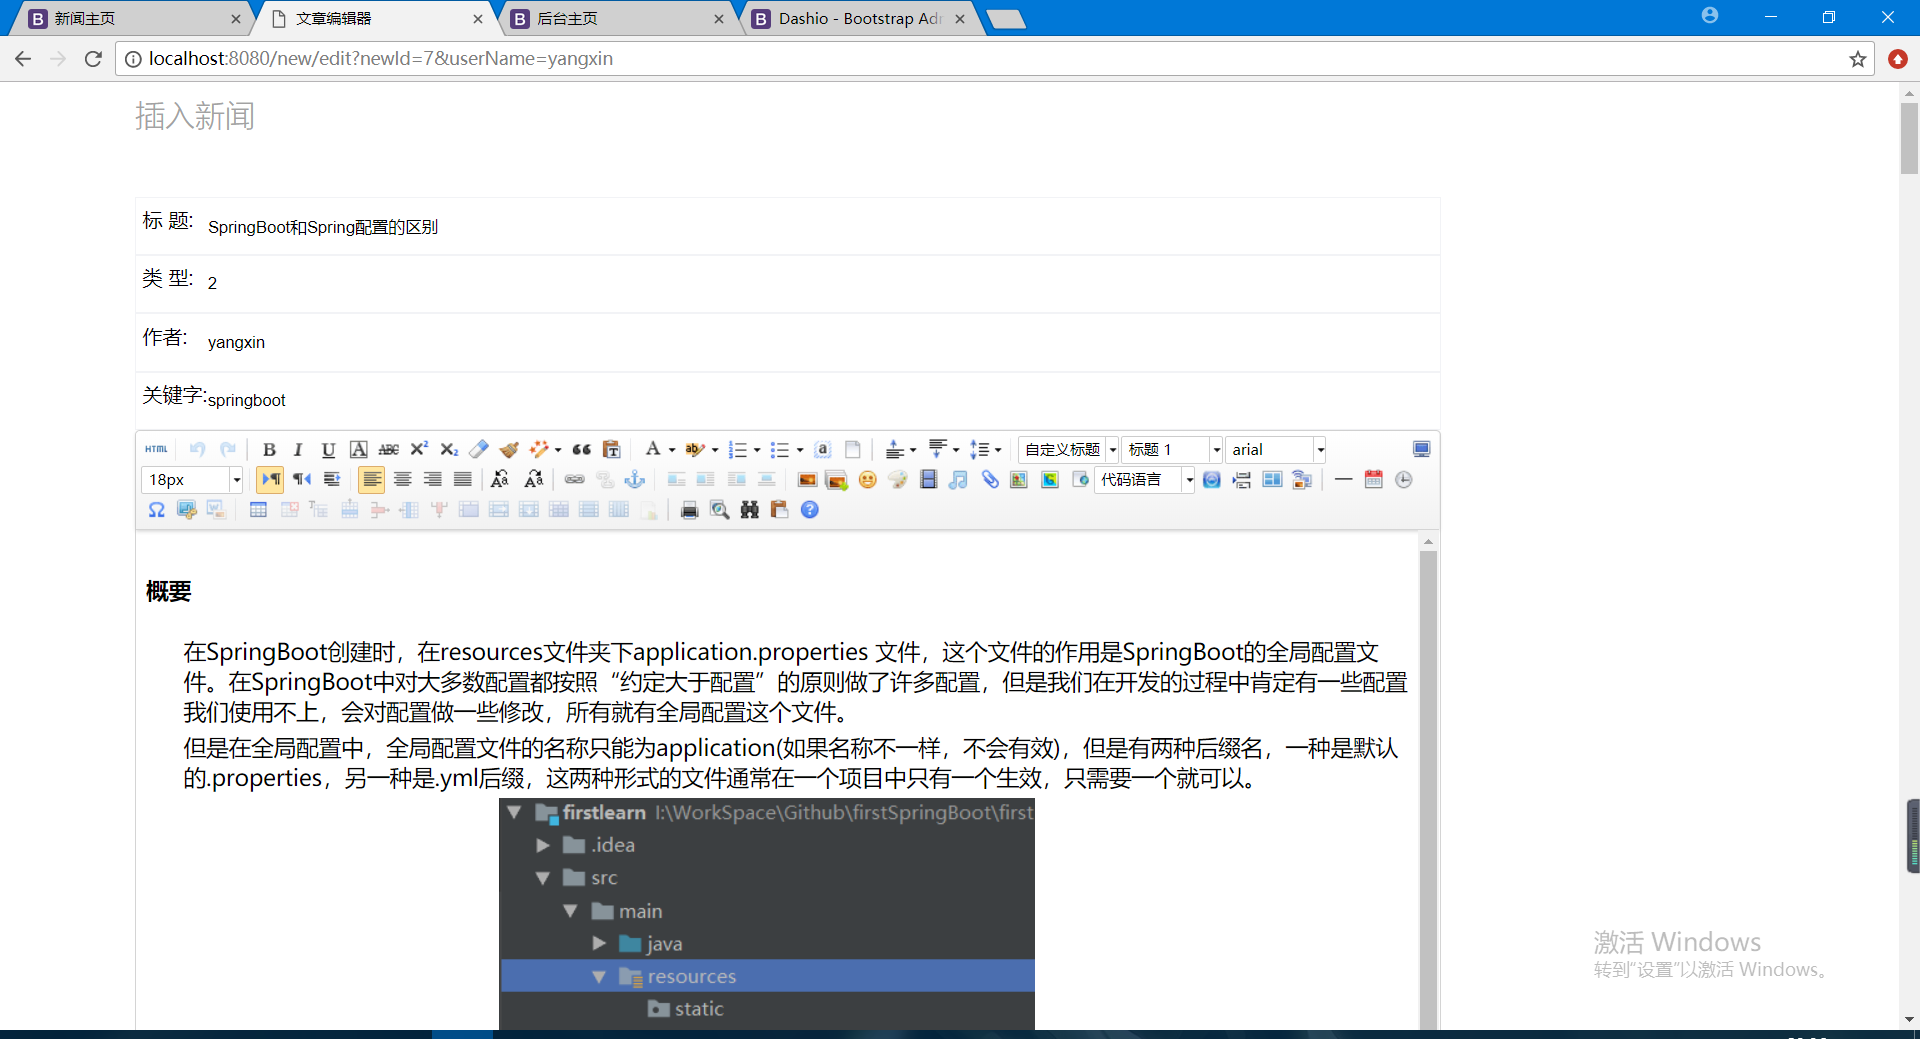 新闻主页
文章编辑器
后台主页
Dashio - Bootstrap Adr
localhost:8080/new/edit?newId=7&userName=yangxin
插入新闻
标 题: SpringBoot和Spring配置的区别
类 型: 2
作者: yangxin
关键字:springboot
HTML
自定义标题 标题 1 arial
18px 代码语言
概要
在SpringBoot创建时，在resources文件夹下application.properties 文件，这个文件的作用是SpringBoot的全局配置文
件。在SpringBoot中对大多数配置都按照“约定大于配置”的原则做了许多配置，但是我们在开发的过程中肯定有一些配置
我们使用不上，会对配置做一些修改，所有就有全局配置这个文件。
但是在全局配置中，全局配置文件的名称只能为application(如果名称不一样，不会有效)，但是有两种后缀名，一种是默认
的.properties，另一种是.yml后缀，这两种形式的文件通常在一个项目中只有一个生效，只需要一个就可以。
firstlearn I:\WorkSpace\Github\firstSpringBoot\first
.idea
src
main
java
resources
static
激活 Windows
转到“设置”以激活 Windows。